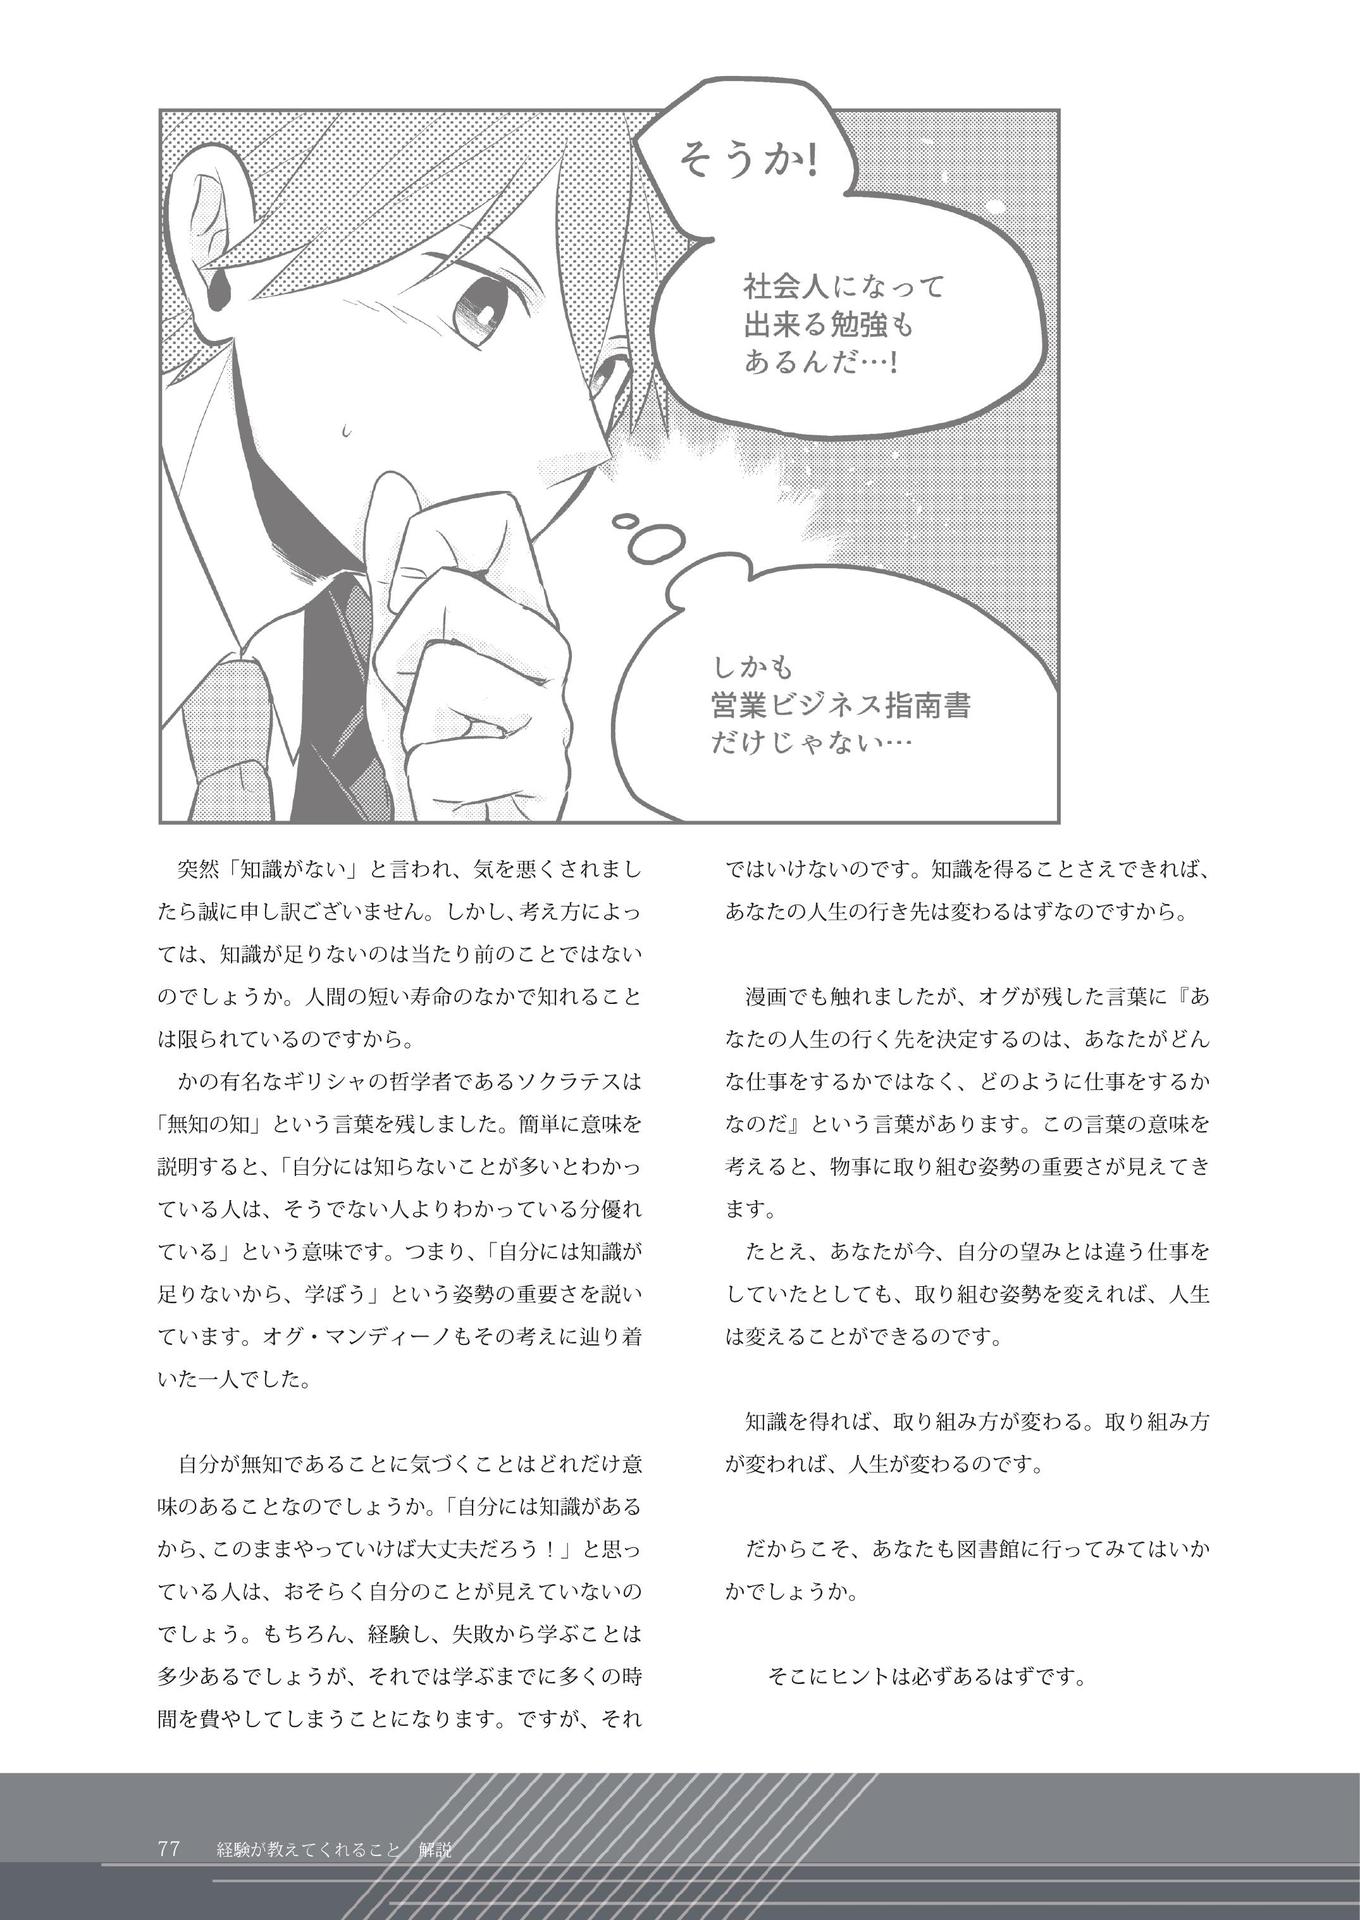 そうか!
社会人になって
出来る勉強も
あるんだ…!
しかも
営業ビジネス指南書
だけじゃない…
突然「知識がない」と言われ、気を悪くされまし
たら誠に申し訳ございません。しかし、考え方によっ
ては、知識が足りないのは当たり前のことではない
のでしょうか。人間の短い寿命のなかで知れること
は限られているのですから。
かの有名なギリシャの哲学者であるソクラテスは
「無知の知」という言葉を残しました。簡単に意味を
説明すると、「自分には知らないことが多いとわかっ
ている人は、そうでない人よりわかっている分優れ
ている」という意味です。つまり、「自分には知識が
足りないから、学ぼう」という姿勢の重要さを説い
ています。オグ・マンディーノもその考えに辿り着
いた一人でした。
自分が無知であることに気づくことはどれだけ意
味のあることなのでしょうか。「自分には知識がある
から、このままやっていけば大丈夫だろう！」と思っ
ている人は、おそらく自分のことが見えていないの
でしょう。もちろん、経験し、失敗から学ぶことは
多少あるでしょうが、それでは学ぶまでに多くの時
間を費やしてしまうことになります。ですが、それ
ではいけないのです。知識を得ることさえできれば、
あなたの人生の行き先は変わるはずなのですから。
漫画でも触れましたが、オグが残した言葉に『あ
なたの人生の行く先を決定するのは、あなたがどん
な仕事をするかではなく、どのように仕事をするか
なのだ』という言葉があります。この言葉の意味を
考えると、物事に取り組む姿勢の重要さが見えてき
ます。
たとえ、あなたが今、自分の望みとは違う仕事を
していたとしても、取り組む姿勢を変えれば、人生
は変えることができるのです。
知識を得れば、取り組み方が変わる。取り組み方
が変われば、人生が変わるのです。
だからこそ、あなたも図書館に行ってみてはいか
かでしょうか。
そこにヒントは必ずあるはずです。
77　経験が教えてくれること　解説